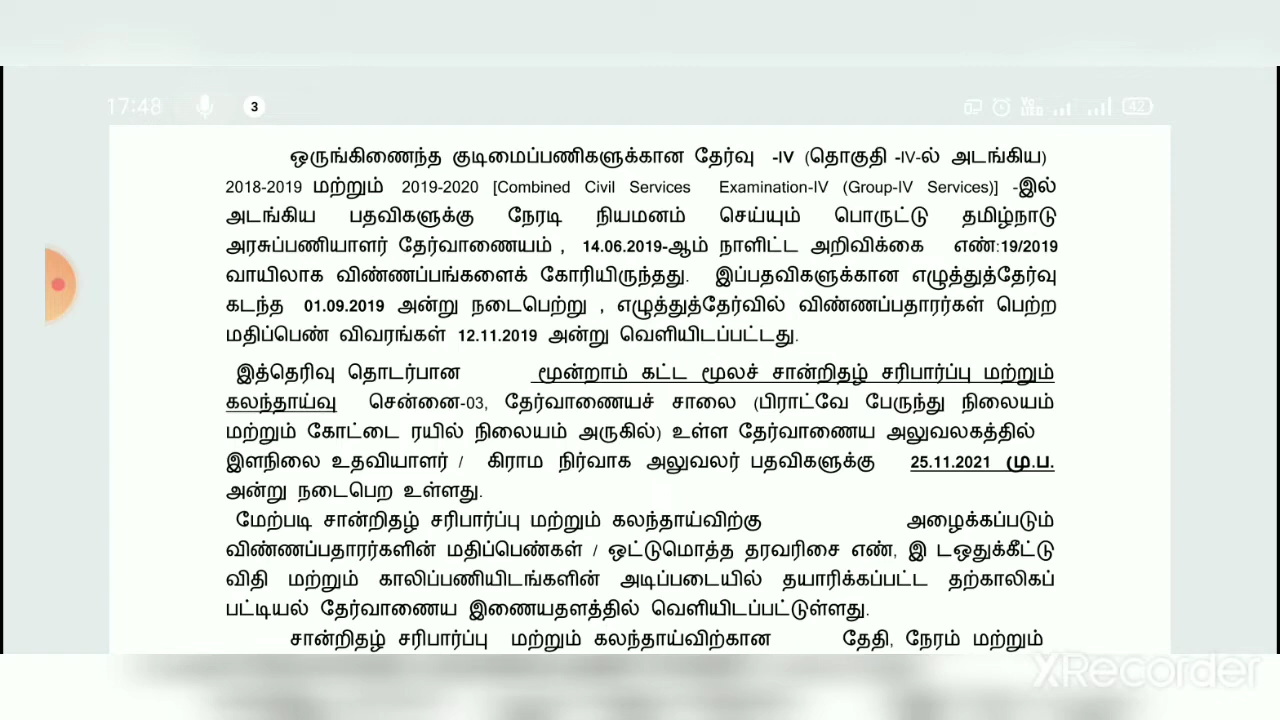 17:48 3 Vo LTE 42
ஒருங்கிணைந்த குடிமைப்பணிகளுக்கான தேர்வு -IV (தொகுதி -IV-ல் அடங்கிய)
2018-2019 மற்றும் 2019-2020 [Combined Civil Services Examination-IV (Group-IV Services)] -இல்
அடங்கிய பதவிகளுக்கு நேரடி நியமனம் செய்யும் பொருட்டு தமிழ்நாடு
அரசுப்பணியாளர் தேர்வாணையம் , 14.06.2019-ஆம் நாளிட்ட அறிவிக்கை எண்:19/2019
வாயிலாக விண்ணப்பங்களைக் கோரியிருந்தது. இப்பதவிகளுக்கான எழுத்துத்தேர்வு
கடந்த 01.09.2019 அன்று நடைபெற்று , எழுத்துத்தேர்வில் விண்ணப்பதாரர்கள் பெற்ற
மதிப்பெண் விவரங்கள் 12.11.2019 அன்று வெளியிடப்பட்டது.
இத்தெரிவு தொடர்பான மூன்றாம் கட்ட மூலச் சான்றிதழ் சரிபார்ப்பு மற்றும்
கலந்தாய்வு சென்னை-03, தேர்வாணையச் சாலை (பிராட்வே பேருந்து நிலையம்
மற்றும் கோட்டை ரயில் நிலையம் அருகில்) உள்ள தேர்வாணைய அலுவலகத்தில்
இளநிலை உதவியாளர் / கிராம நிர்வாக அலுவலர் பதவிகளுக்கு 25.11.2021 மு.ப.
அன்று நடைபெற உள்ளது.
மேற்படி சான்றிதழ் சரிபார்ப்பு மற்றும் கலந்தாய்விற்கு அழைக்கப்படும்
விண்ணப்பதாரர்களின் மதிப்பெண்கள் / ஒட்டுமொத்த தரவரிசை எண், இ டஒதுக்கீட்டு
விதி மற்றும் காலிப்பணியிடங்களின் அடிப்படையில் தயாரிக்கப்பட்ட தற்காலிகப்
பட்டியல் தேர்வாணைய இணையதளத்தில் வெளியிடப்பட்டுள்ளது.
சான்றிதழ் சரிபார்ப்பு மற்றும் கலந்தாய்விற்கான தேதி, நேரம் மற்றும்
XRecorder